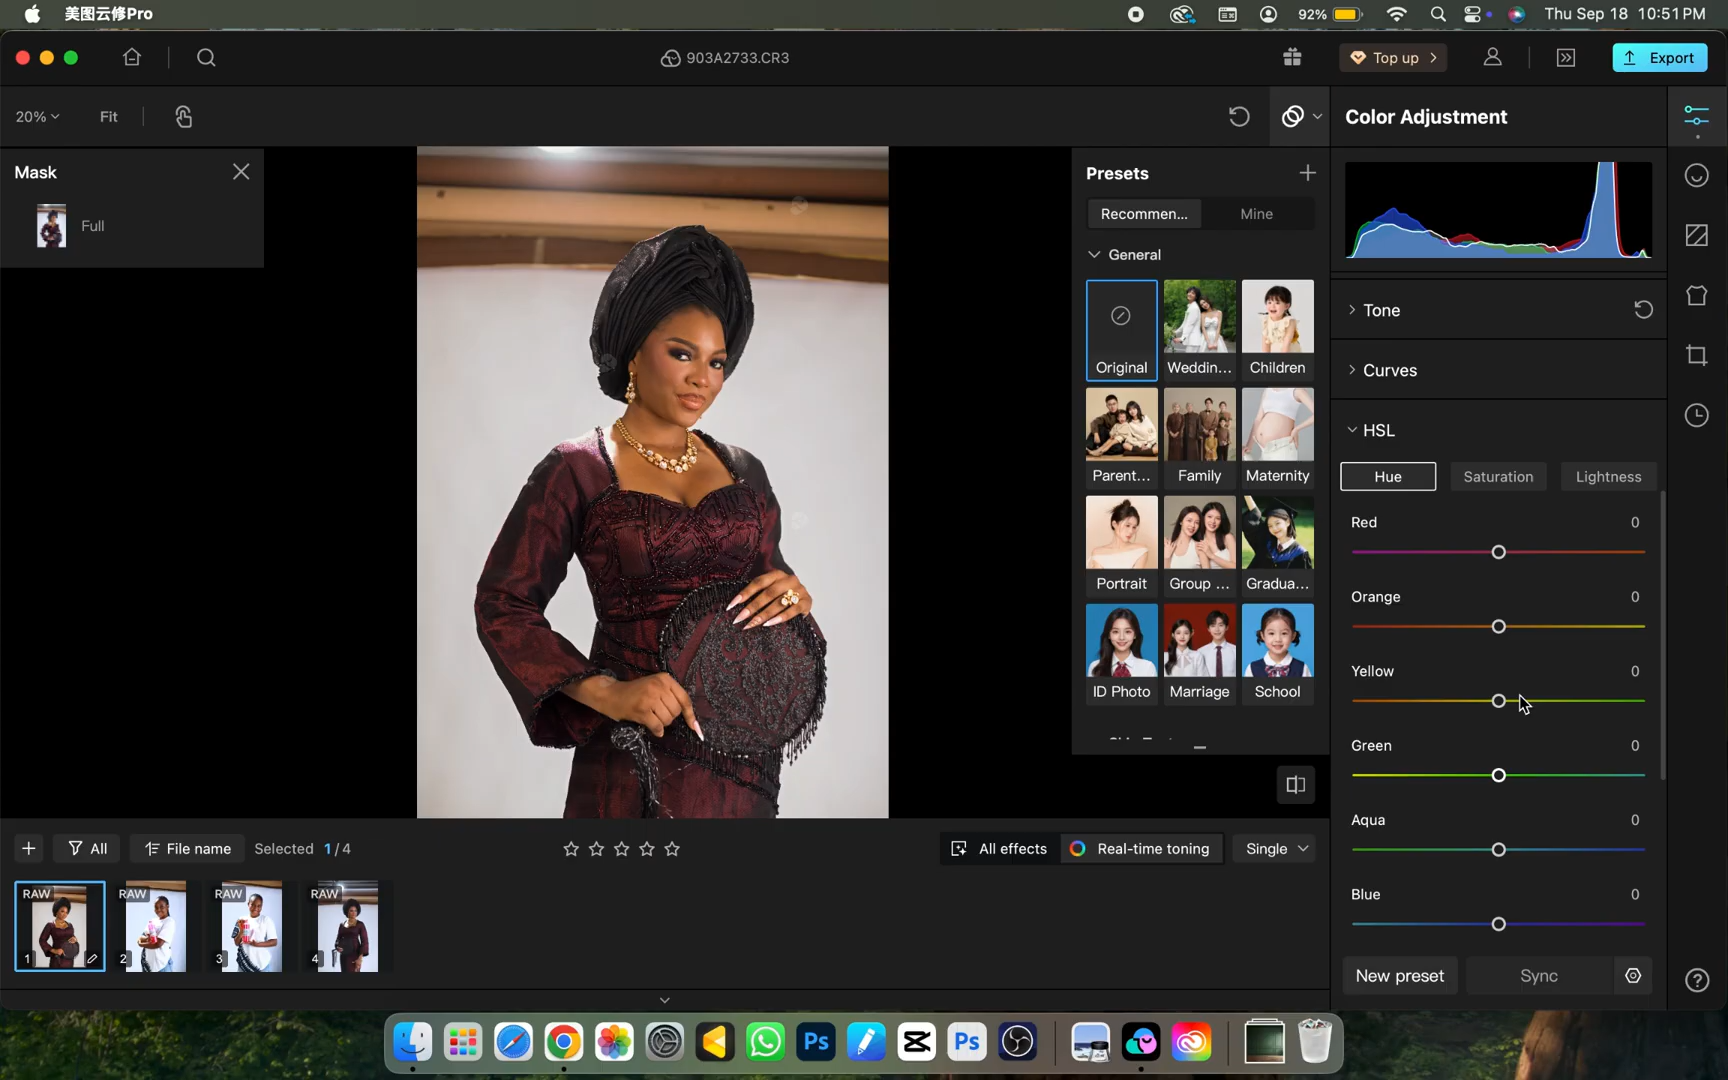 美图云修Pro
92%
Thu Sep 18 10:51 PM
903A2733.CR3
Top up
Export
20%
Fit
Color Adjustment
Mask
Full
Presets
Recommen...
Mine
General
Original
Weddin...
Children
Parent...
Family
Maternity
Portrait
Group ...
Gradua...
ID Photo
Marriage
School
Tone
Curves
HSL
Hue
Saturation
Lightness
Red 0
Orange 0
Yellow 0
Green 0
Aqua 0
Blue 0
New preset
Sync
All
File name
Selected 1/4
All effects
Real-time toning
Single
RAW
1
RAW
2
RAW
3
RAW
4
Ps
Ps